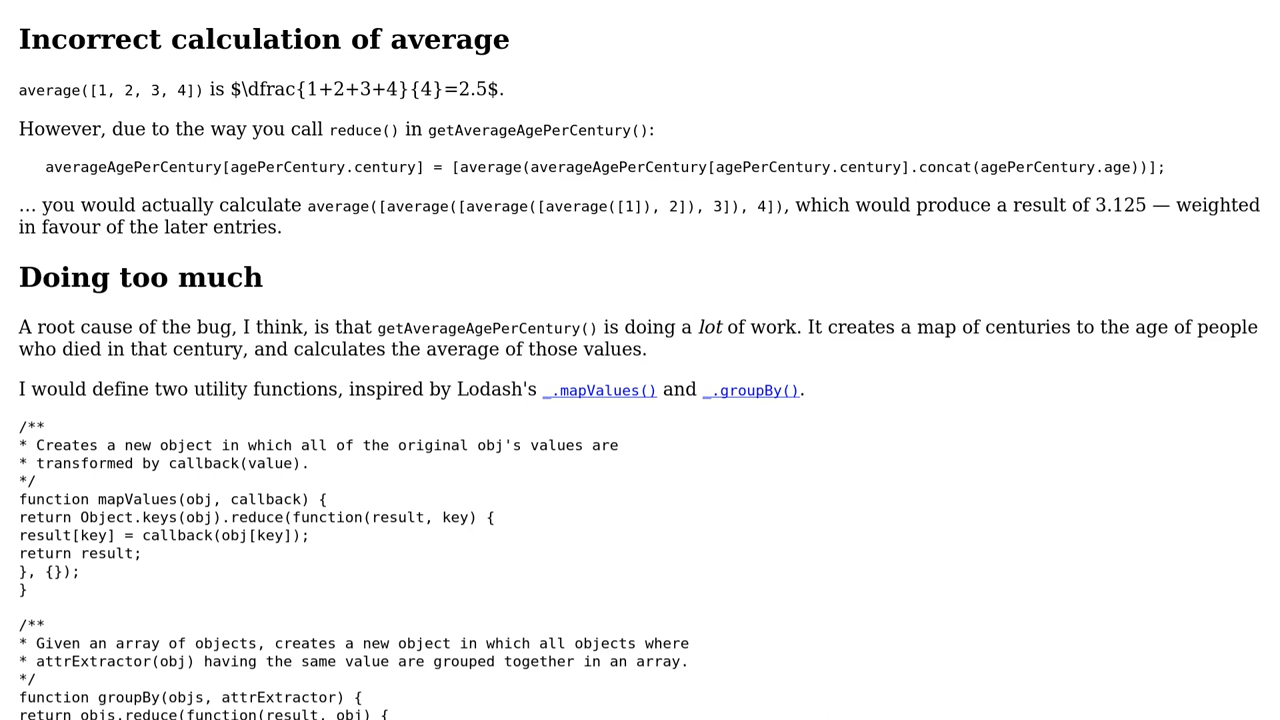 Incorrect calculation of average
average([1, 2, 3, 4]) is $\dfrac{1+2+3+4}{4}=2.5$.
However, due to the way you call reduce() in getAverageAgePerCentury():
averageAgePerCentury[agePerCentury.century] = [average(averageAgePerCentury[agePerCentury.century].concat(agePerCentury.age))];
… you would actually calculate average([average([average([average([1]), 2]), 3]), 4]), which would produce a result of 3.125 — weighted
in favour of the later entries.
Doing too much
A root cause of the bug, I think, is that getAverageAgePerCentury() is doing a lot of work. It creates a map of centuries to the age of people
who died in that century, and calculates the average of those values.
I would define two utility functions, inspired by Lodash's _.mapValues() and _.groupBy().
/**
* Creates a new object in which all of the original obj's values are
* transformed by callback(value).
*/
function mapValues(obj, callback) {
return Object.keys(obj).reduce(function(result, key) {
result[key] = callback(obj[key]);
return result;
}, {});
}
/**
* Given an array of objects, creates a new object in which all objects where
* attrExtractor(obj) having the same value are grouped together in an array.
*/
function groupBy(objs, attrExtractor) {
return objs.reduce(function(result, obj) {